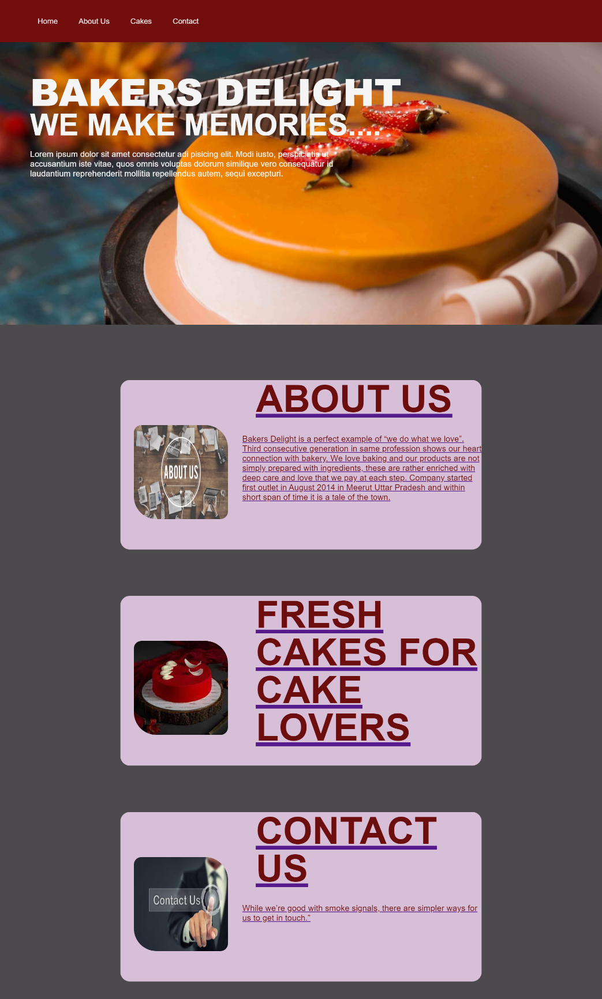 Home About Us Cakes Contact
BAKERS DELIGHT
WE MAKE MEMORIES....
Lorem ipsum dolor sit amet consectetur adi pisicing elit. Modi iusto, perspiciatis ut
accusantium iste vitae, quos omnis voluptas dolorum similique vero consequatur id
laudantium reprehenderit mollitia repellendus autem, sequi excepturi.
ABOUT US
ABOUT US
Bakers Delight is a perfect example of “we do what we love”.
Third consecutive generation in same profession shows our heart
connection with bakery. We love baking and our products are not
simply prepared with ingredients, these are rather enriched with
deep care and love that we pay at each step. Company started
first outlet in August 2014 in Meerut Uttar Pradesh and within
short span of time it is a tale of the town.
FRESH
CAKES FOR
CAKE
LOVERS
CONTACT
US
Contact Us
While we’re good with smoke signals, there are simpler ways for
us to get in touch.”